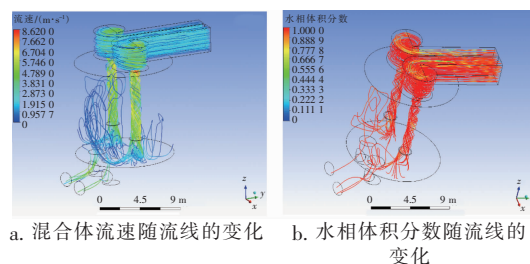 流速/(m·s⁻¹)
8.620 0
7.662 0
6.704 0
5.746 0
4.789 0
3.831 0
2.873 0
1.915 0
0.957 7
0
z
y
x
0 4.5 9 m
a. 混合体流速随流线的变化
水相体积分数
1.000 0
0.888 9
0.777 8
0.666 7
0.555 6
0.444 4
0.333 3
0.222 2
0.111 1
0
z
y
x
0 4.5 9 m
b. 水相体积分数随流线的
变化